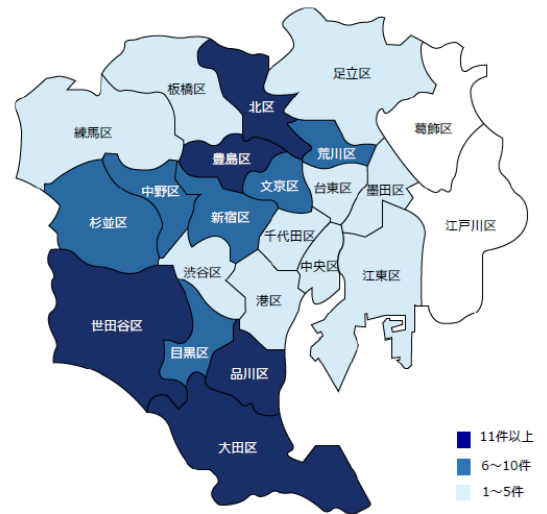 足立区
板橋区
北区
葛飾区
練馬区
荒川区
豊島区
文京区
台東区
墨田区
中野区
杉並区
新宿区
江戸川区
千代田区
中央区
渋谷区
江東区
港区
世田谷区
目黒区
品川区
大田区
11件以上
6～10件
1～5件